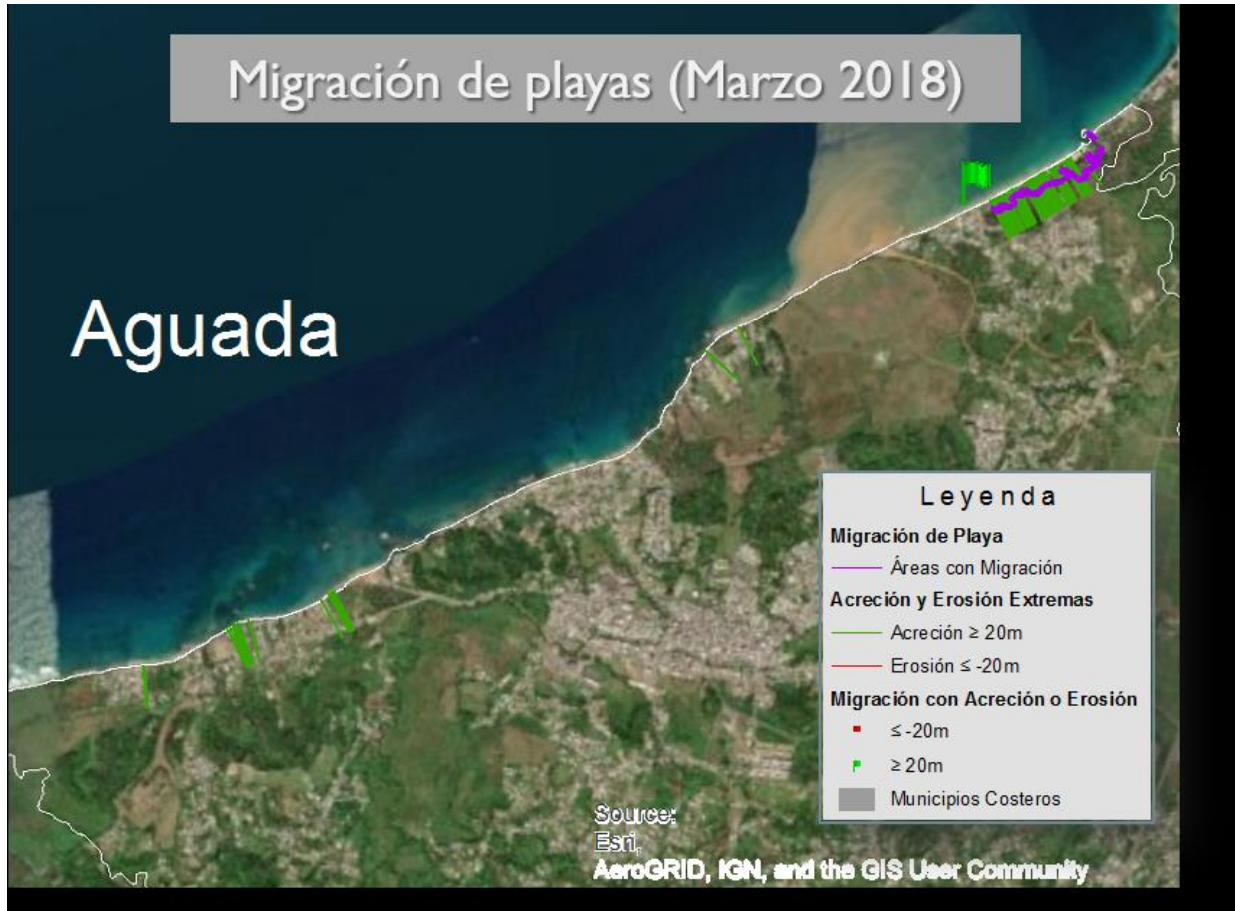 Migración de playas (Marzo 2018)
Aguada
Leyenda
Migración de Playa
Áreas con Migración
Acreción y Erosión Extremas
Acreción ≥ 20m
Erosión ≤ -20m
Migración con Acreción o Erosión
≤ -20m
≥ 20m
Municipios Costeros
Source:
Esri,
AeroGRID, IGN, and the GIS User Community